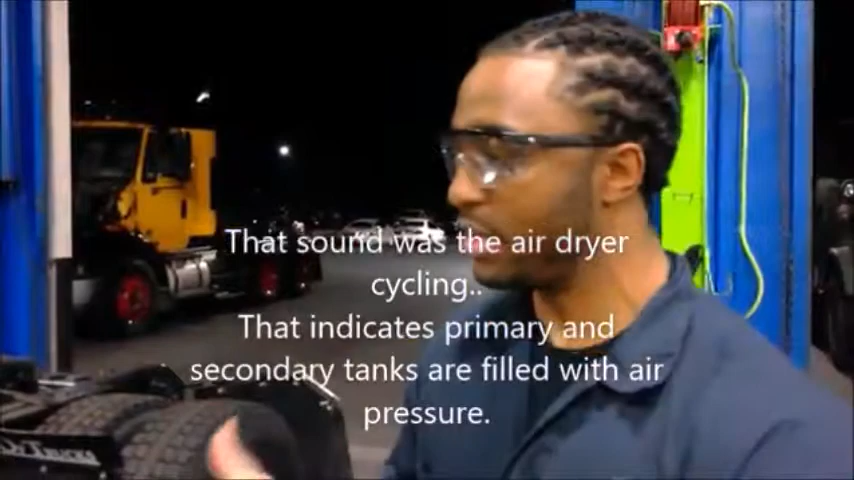 That sound was the air dryer
cycling..
That indicates primary, and
secondary tanks are filled with air
pressure.